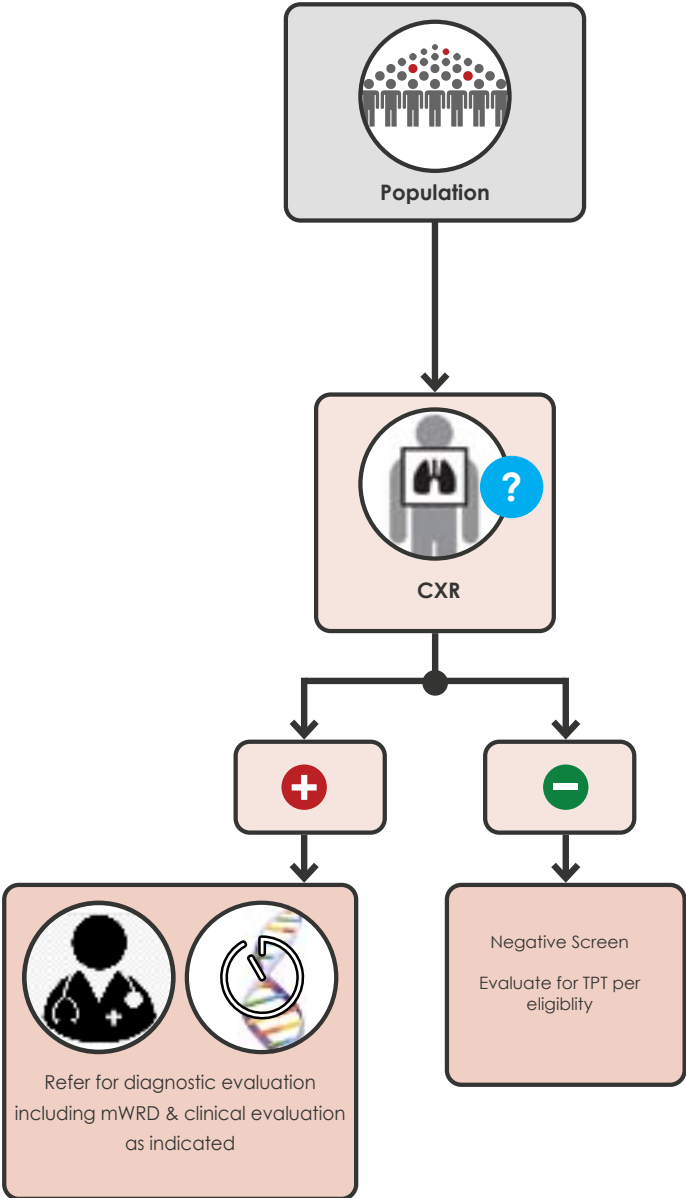 Population
?
CXR
Negative Screen
Evaluate for TPT per
eligiblity
Refer for diagnostic evaluation
including mWRD & clinical evaluation
as indicated